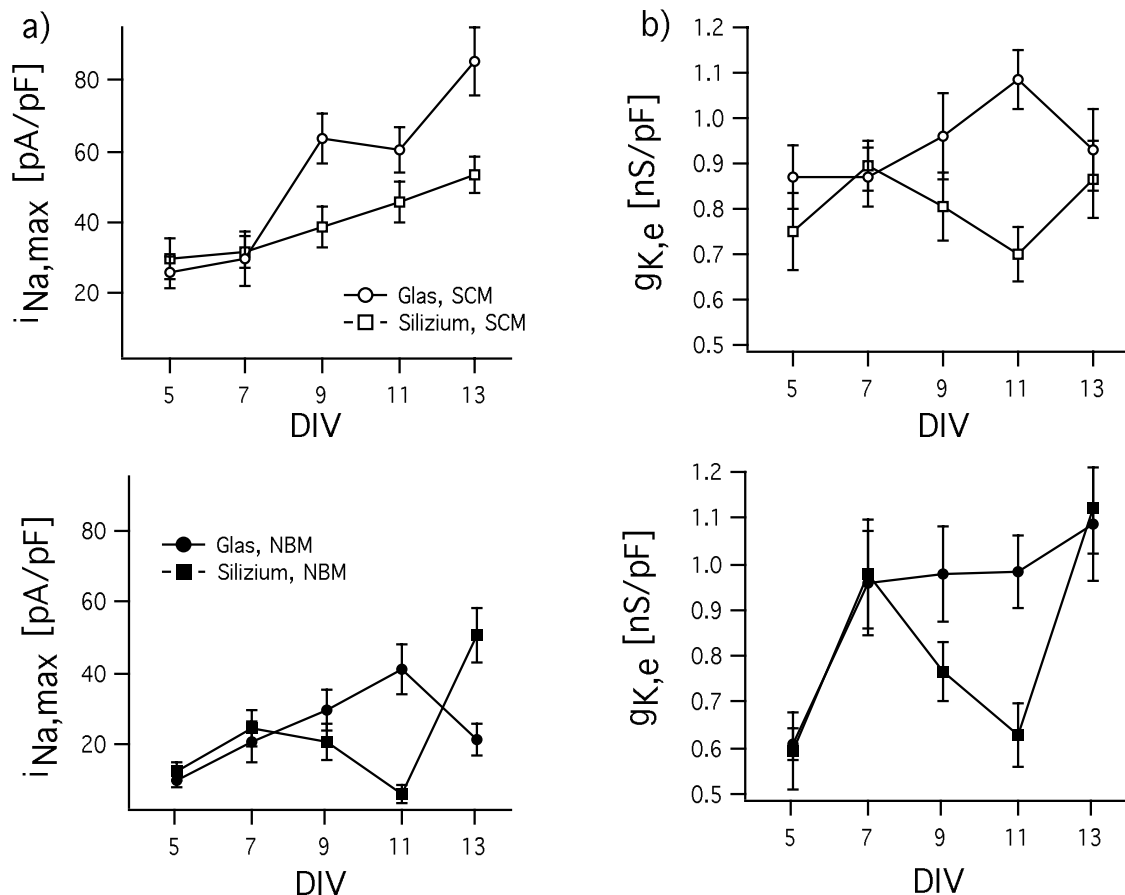 a)
iNa,max [pA/pF]
80
60
40
20
Glas, SCM
Silizium, SCM
5 7 9 11 13
DIV
b)
gK,e [nS/pF]
1.2
1.1
1.0
0.9
0.8
0.7
0.6
0.5
5 7 9 11 13
DIV
iNa,max [pA/pF]
80
60
40
20
Glas, NBM
Silizium, NBM
5 7 9 11 13
DIV
gK,e [nS/pF]
1.2
1.1
1.0
0.9
0.8
0.7
0.6
0.5
5 7 9 11 13
DIV